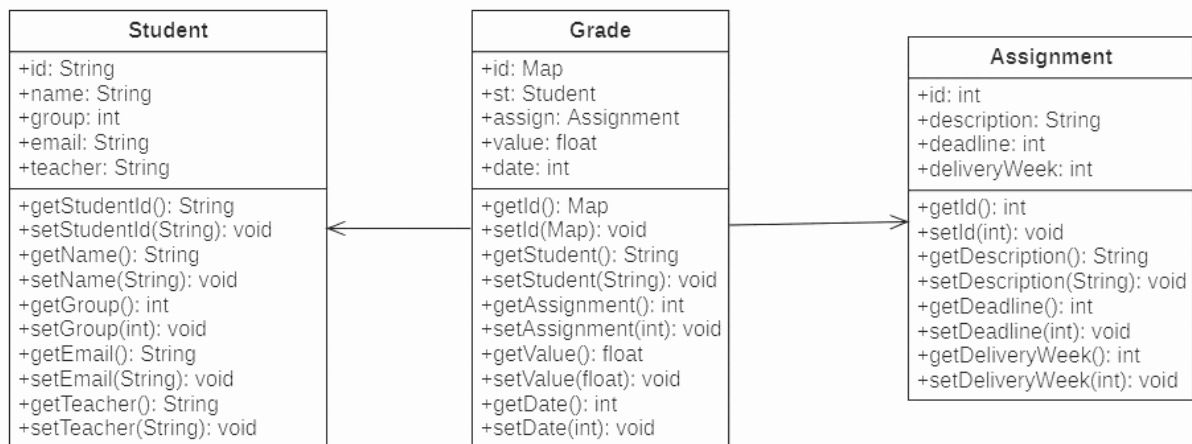 Student
+id: String
+name: String
+group: int
+email: String
+teacher: String
+getStudentId(): String
+setStudentId(String): void
+getName(): String
+setName(String): void
+getGroup(): int
+setGroup(int): void
+getEmail(): String
+setEmail(String): void
+getTeacher(): String
+setTeacher(String): void
Grade
+id: Map
+st: Student
+assign: Assignment
+value: float
+date: int
+getId(): Map
+setId(Map): void
+getStudent(): String
+setStudent(String): void
+getAssignment(): int
+setAssignment(int): void
+getValue(): float
+setValue(float): void
+getDate(): int
+setDate(int): void
Assignment
+id: int
+description: String
+deadline: int
+deliveryWeek: int
+getId(): int
+setId(int): void
+getDescription(): String
+setDescription(String): void
+getDeadline(): int
+setDeadline(int): void
+getDeliveryWeek(): int
+setDeliveryWeek(int): void